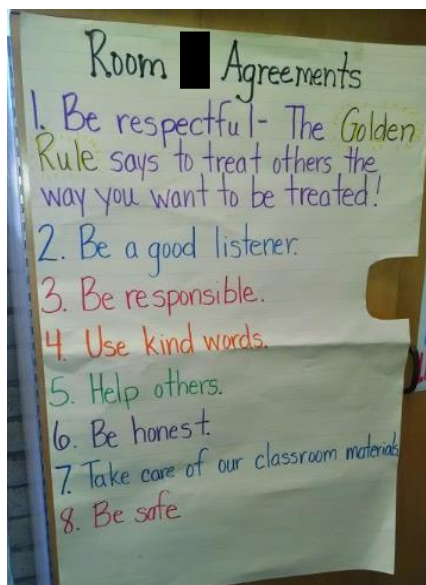 Room Agreements
1. Be respectful- The Golden
Rule says to treat others the
way you want to be treated!
2. Be a good listener.
3. Be responsible.
4. Use kind words.
5. Help others.
6. Be honest.
7. Take care of our classroom materials
8. Be safe